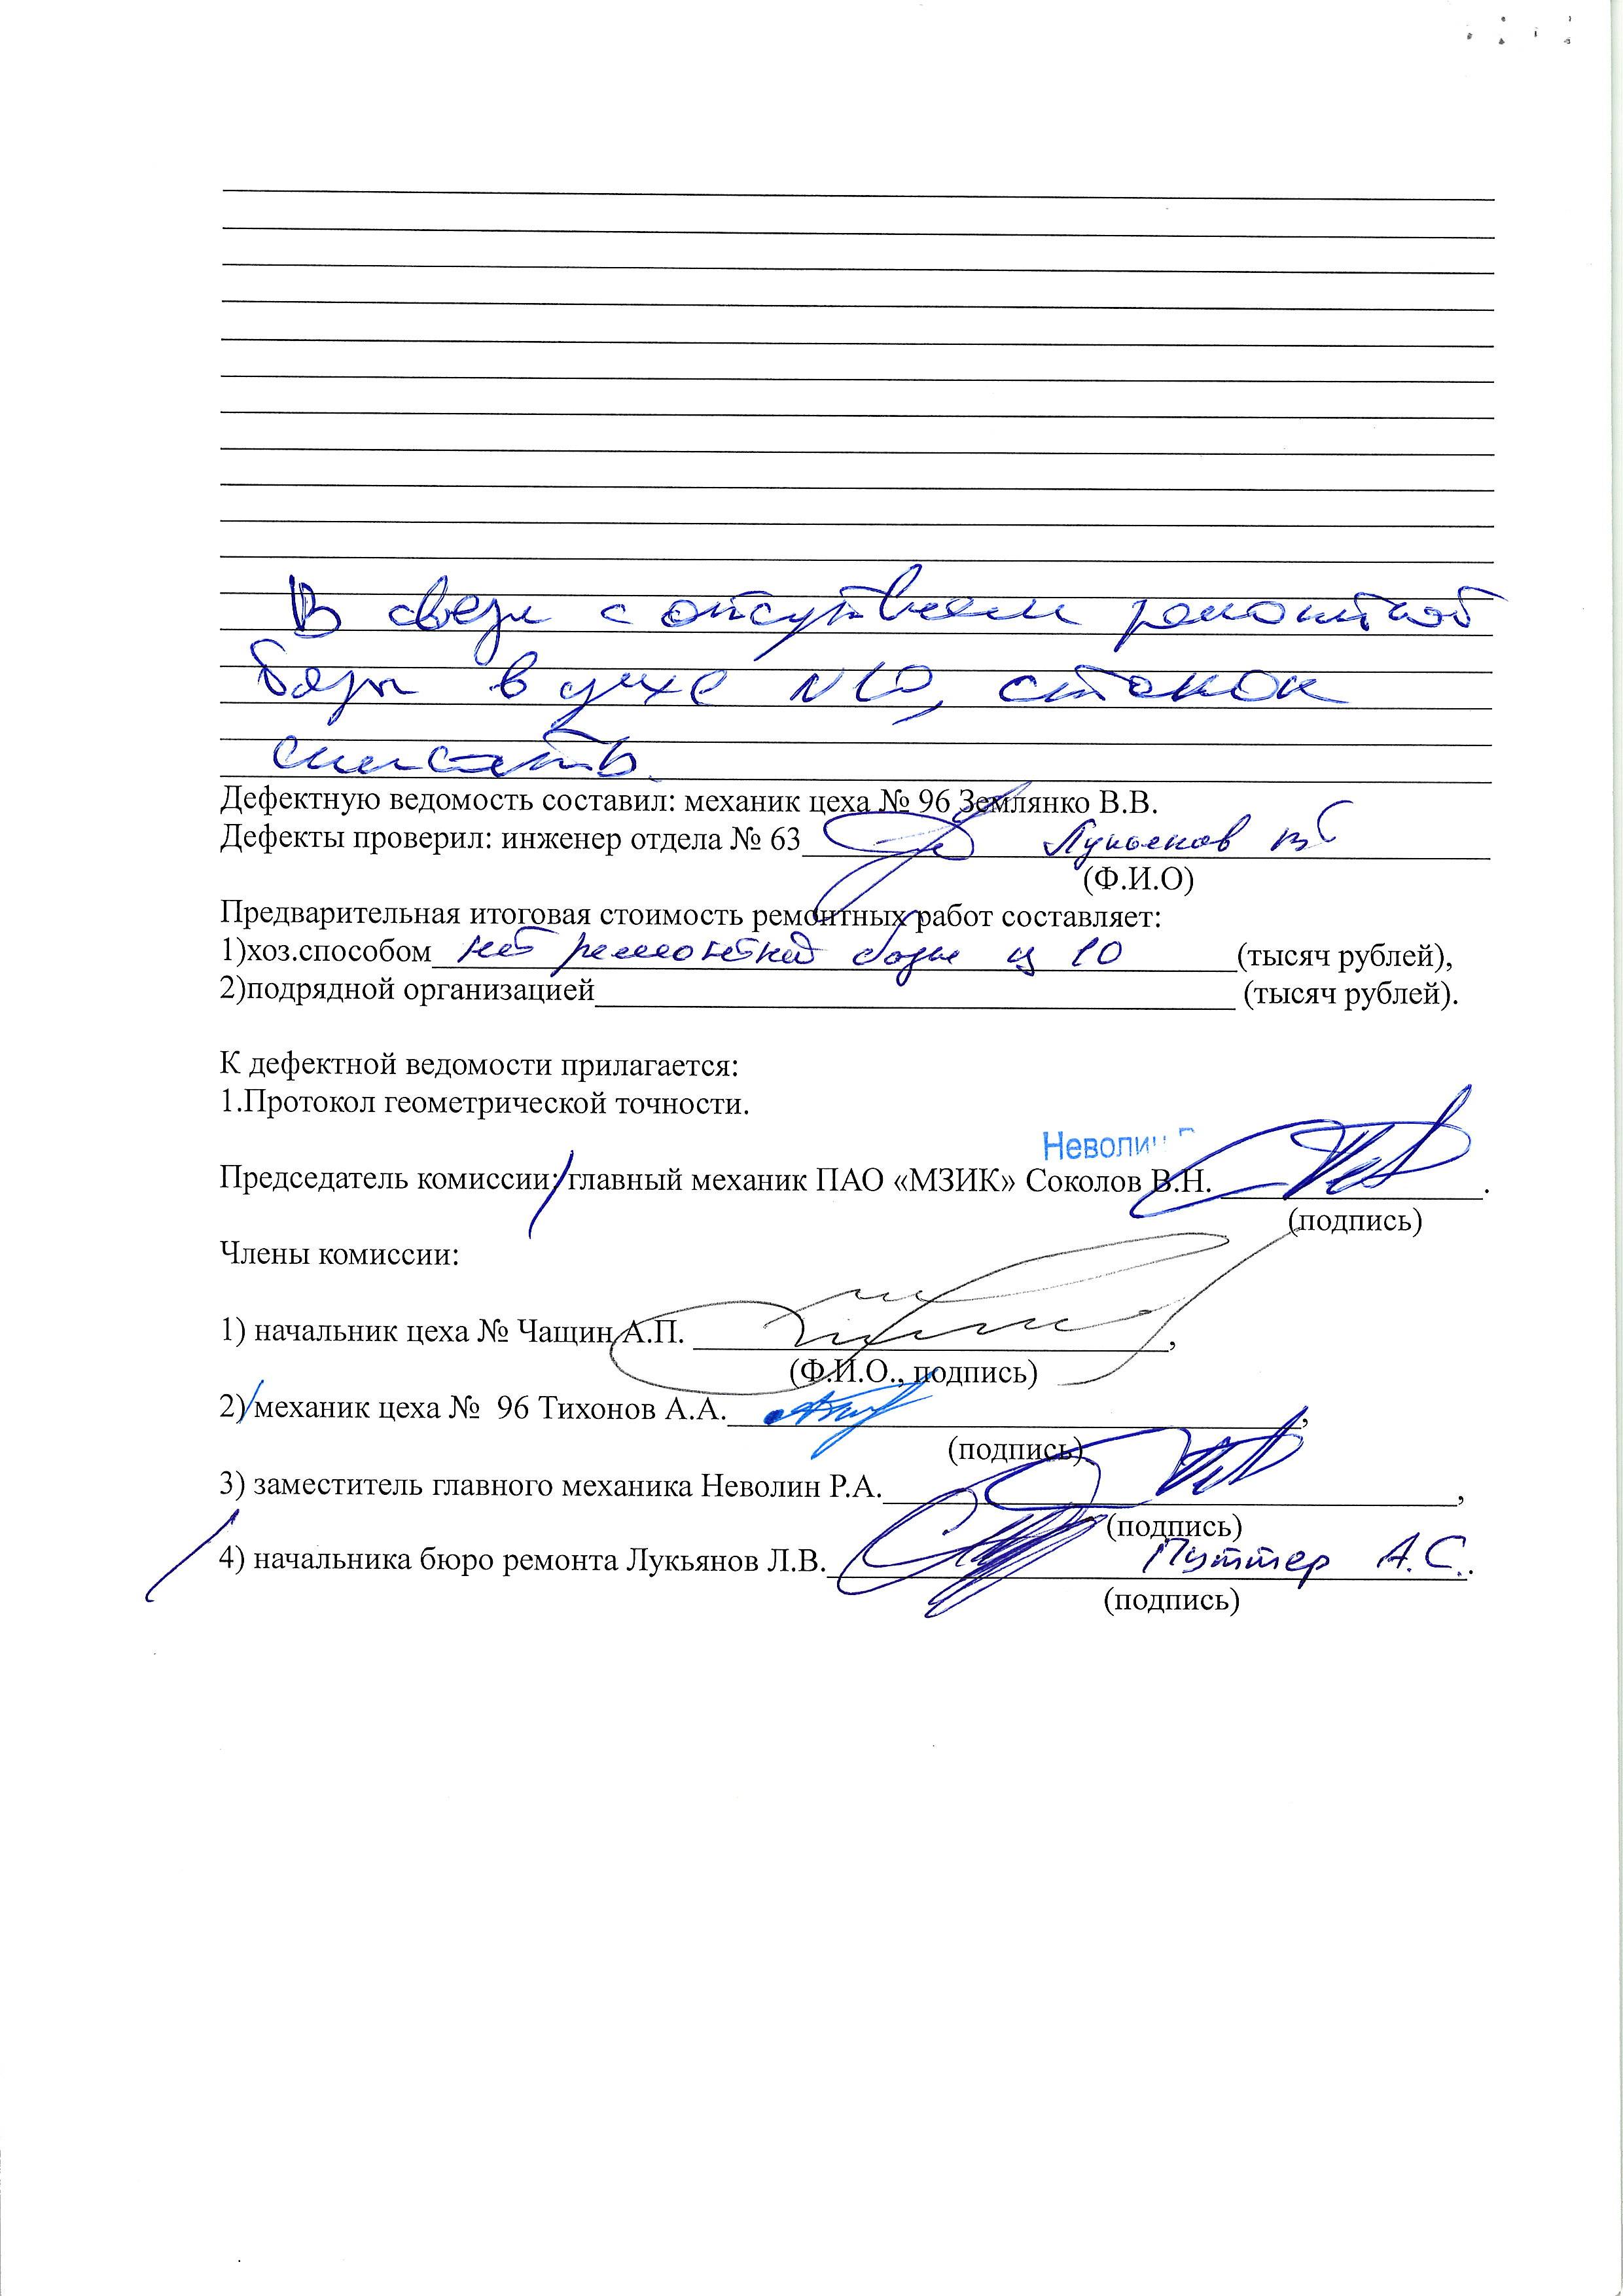 В связи с отсутвием ремонтной
базы в цехе №10, станок
списать.
Дефектную ведомость составил: механик цеха № 96 Землянко В.В.
Дефекты проверил: инженер отдела № 63 Лукьянов
(Ф.И.О)
Предварительная итоговая стоимость ремонтных работ составляет:
1)хоз.способом нет ремонтной базы ц 10 (тысяч рублей),
2)подрядной организацией (тысяч рублей).
К дефектной ведомости прилагается:
1.Протокол геометрической точности.
Неволин
Председатель комиссии: главный механик ПАО «МЗИК» Соколов В.Н.
(подпись)
Члены комиссии:
1) начальник цеха № Чащин А.П.
(Ф.И.О., подпись)
2) механик цеха № 96 Тихонов А.А.
(подпись)
3) заместитель главного механика Неволин Р.А.
(подпись)
4) начальника бюро ремонта Лукьянов Л.В. Путтер А.С.
(подпись)